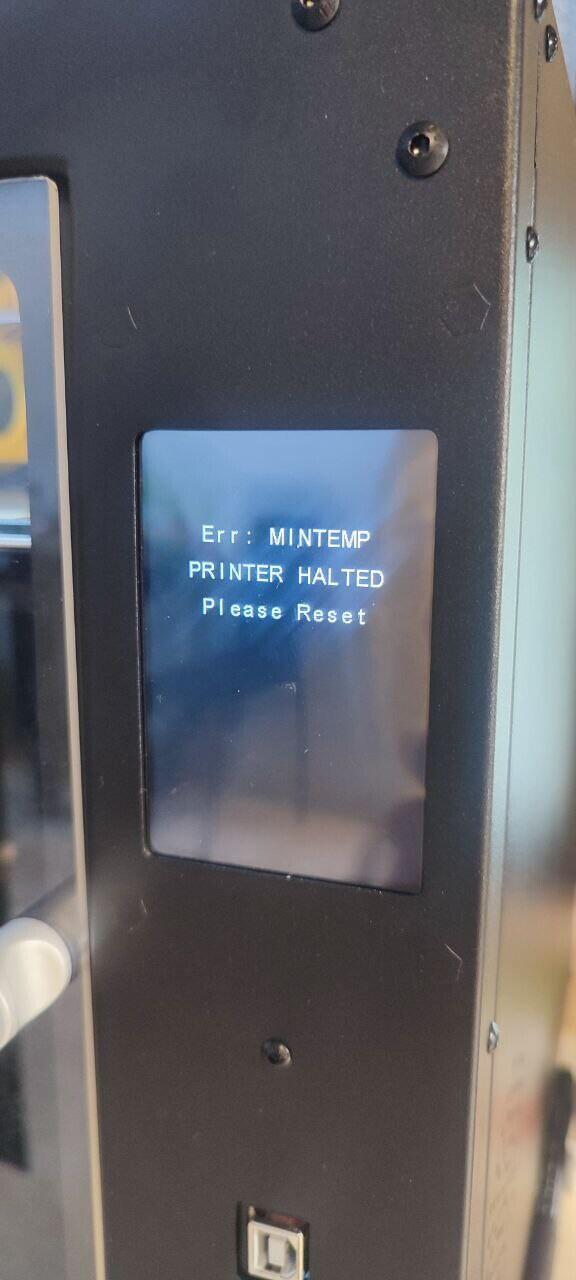 Err: MINTEMP
PRINTER HALTED
Please Reset